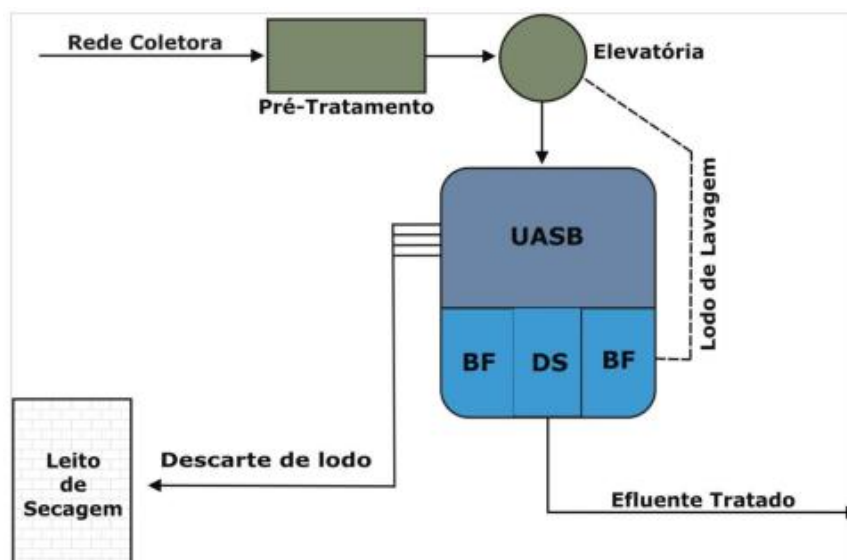 Rede Coletora
Elevatória
Pré-Tratamento
UASB
Lodo de Lavagem
BF
DS
BF
Descarte de lodo
Leito
de
Secagem
Efluente Tratado